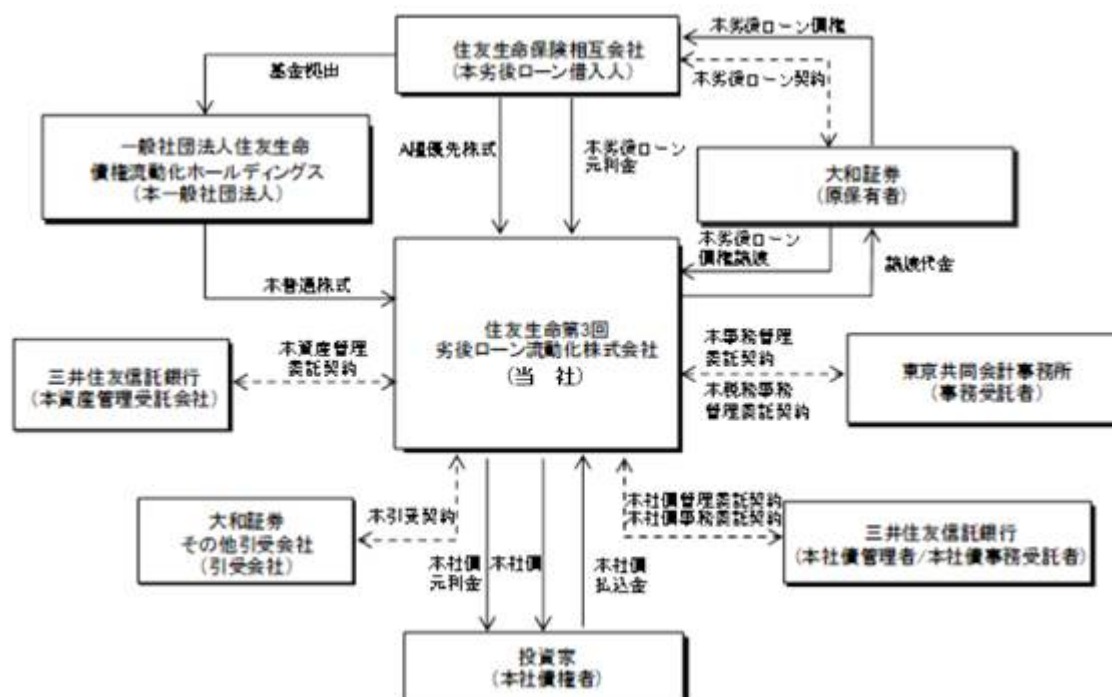 住友生命保険相互会社
(本劣後ローン借入人)
本劣後ローン債権
本劣後ローン契約
基金拠出
一般社団法人住友生命
債権流動化ホールディングス
(本一般社団法人)
A種優先株式
本劣後ローン
元利金
大和証券
(原保有者)
本劣後ローン
債権譲渡
譲渡代金
本普通株式
住友生命第3回
劣後ローン流動化株式会社
(当 社)
本資産管理
委託契約
三井住友信託銀行
(本資産管理受託会社)
本事務管理
委託契約
本税務事務
管理委託契約
東京共同会計事務所
(事務受託者)
大和証券
その他引受会社
(引受会社)
本引受契約
本社債
元利金
本社債
本社債
払込金
本社債管理委託契約
本社債事務委託契約
三井住友信託銀行
(本社債管理者/本社債事務受託者)
投資家
(本社債権者)